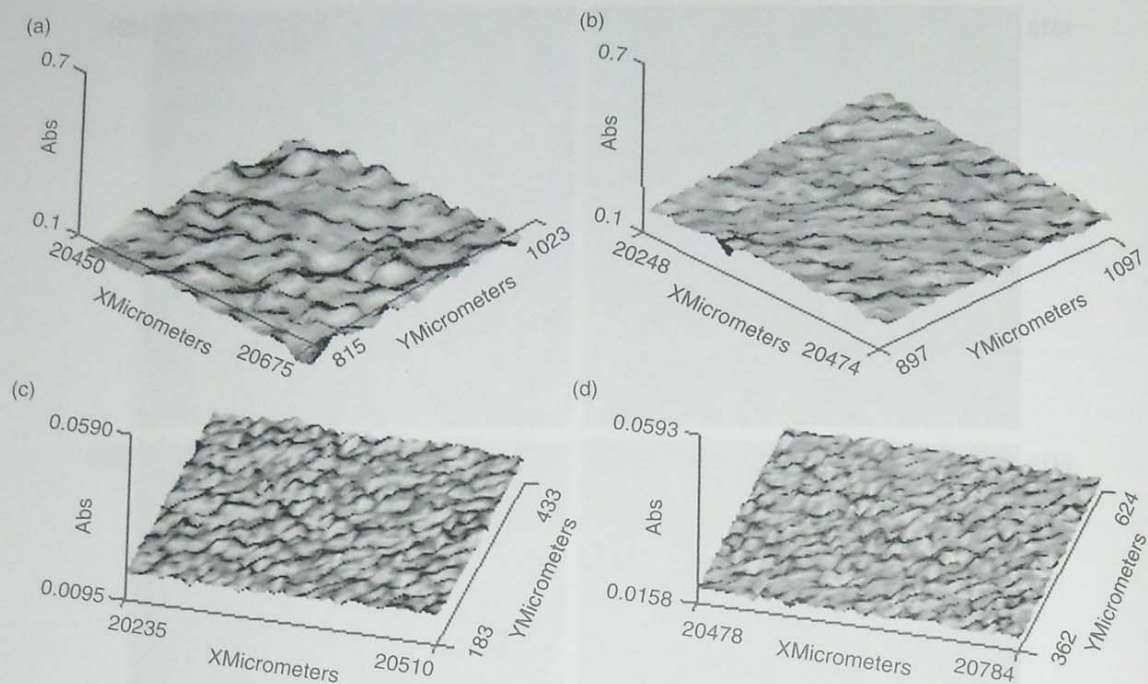 (a)
0.7
Abs
0.1
20450
XMicrometers
20675
815
YMicrometers
1023
(b)
0.7
Abs
0.1
20248
XMicrometers
20474
897
YMicrometers
1097
(c)
0.0590
Abs
0.0095
20235
XMicrometers
20510
183
YMicrometers
433
(d)
0.0593
Abs
0.0158
20478
XMicrometers
20784
362
YMicrometers
624